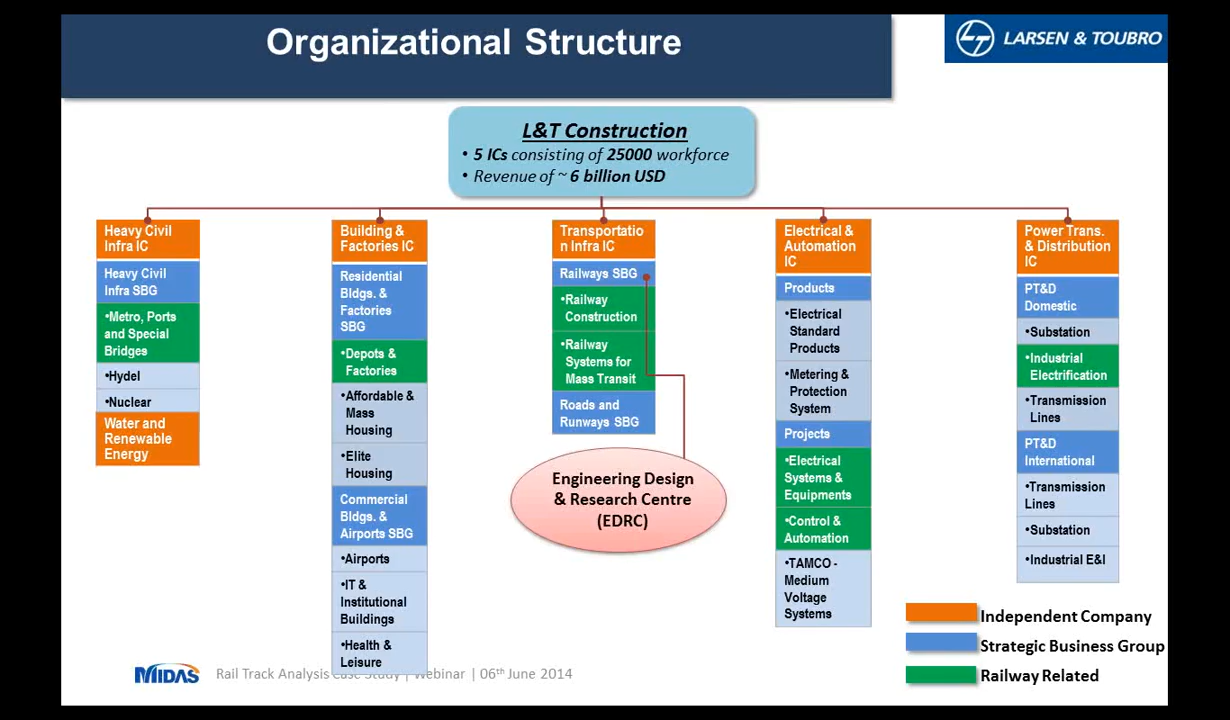 Organizational Structure
LARSEN & TOUBRO
L&T Construction
• 5 ICs consisting of 25000 workforce
• Revenue of ~ 6 billion USD
Heavy Civil
Infra IC
Heavy Civil
Infra SBG
•Metro, Ports
and Special
Bridges
•Hydel
•Nuclear
Water and
Renewable
Energy
Building &
Factories IC
Residential
Bldgs. &
Factories
SBG
•Depots &
Factories
•Affordable &
Mass
Housing
•Elite
Housing
Commercial
Bldgs. &
Airports SBG
•Airports
•IT &
Institutional
Buildings
•Health &
Leisure
Transportatio
n Infra IC
Railways SBG
•Railway
Construction
•Railway
Systems for
Mass Transit
Roads and
Runways SBG
Engineering Design
& Research Centre
(EDRC)
Electrical &
Automation
IC
Products
•Electrical
Standard
Products
•Metering &
Protection
System
Projects
•Electrical
Systems &
Equipments
•Control &
Automation
•TAMCO -
Medium
Voltage
Systems
Power Trans.
& Distribution
IC
PT&D
Domestic
•Substation
•Industrial
Electrification
•Transmission
Lines
PT&D
International
•Transmission
Lines
•Substation
•Industrial E&I
Independent Company
Strategic Business Group
Railway Related
MIDAS
Rail Track Analysis Case Study | Webinar | 06th June 2014